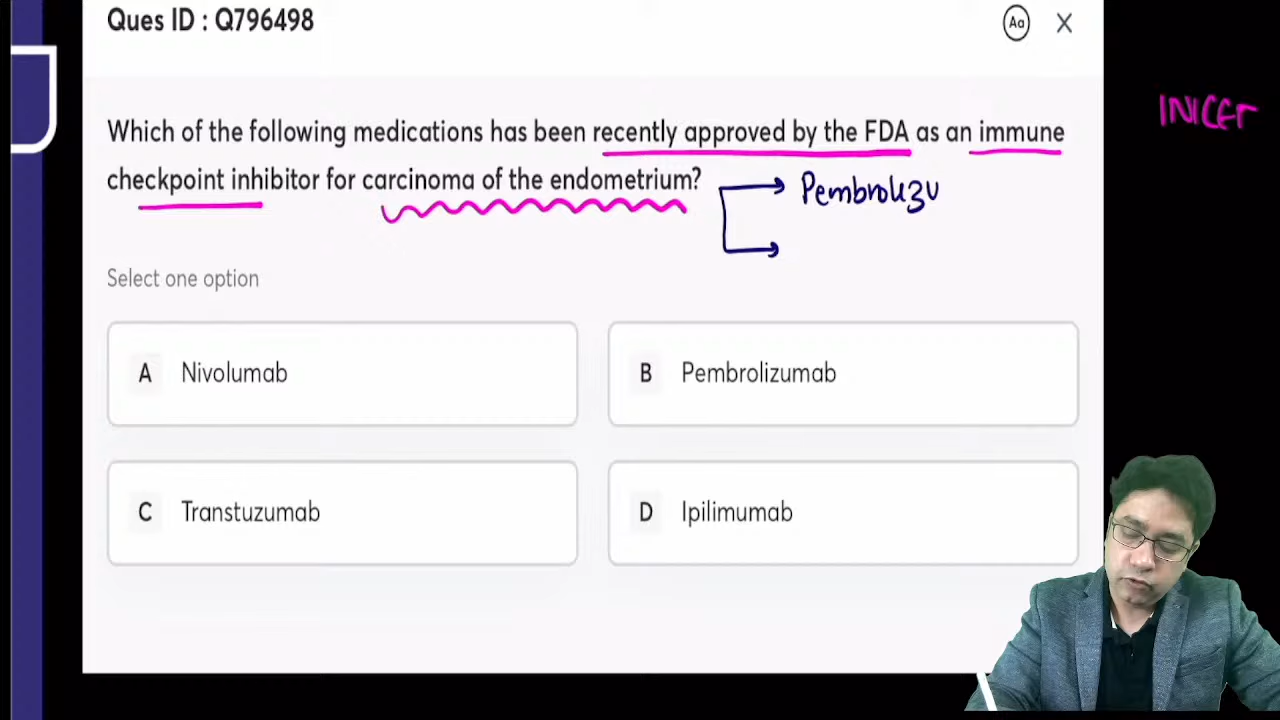 Ques ID : Q796498
Aa X
INICET
Which of the following medications has been recently approved by the FDA as an immune
checkpoint inhibitor for carcinoma of the endometrium?
Pembrolizu
Select one option
A Nivolumab
B Pembrolizumab
C Transtuzumab
D Ipilimumab